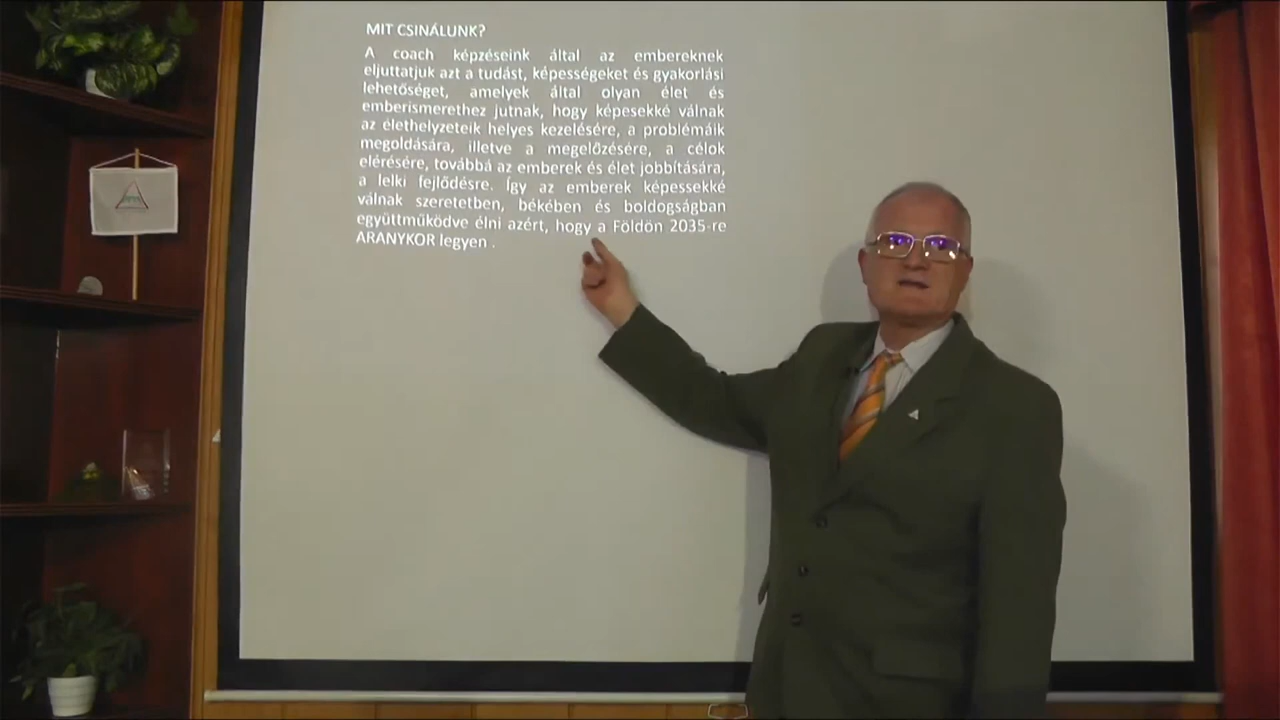 MIT CSINÁLUNK?
A coach képzéseink által az embereknek
eljuttatjuk azt a tudást, képességeket és gyakorlási
lehetőséget, amelyek által olyan élet és
emberismerethez jutnak, hogy képesekké válnak
az élethelyzeteik helyes kezelésére, a problémáik
megoldására, illetve a megelőzésére, a célok
elérésére, továbbá az emberek és élet jobbítására,
a lelki fejlődésre. Így az emberek képessekké
válnak szeretetben, békében és boldogságban
együttműködve élni azért, hogy a Földön 2035-re
ARANYKOR legyen .